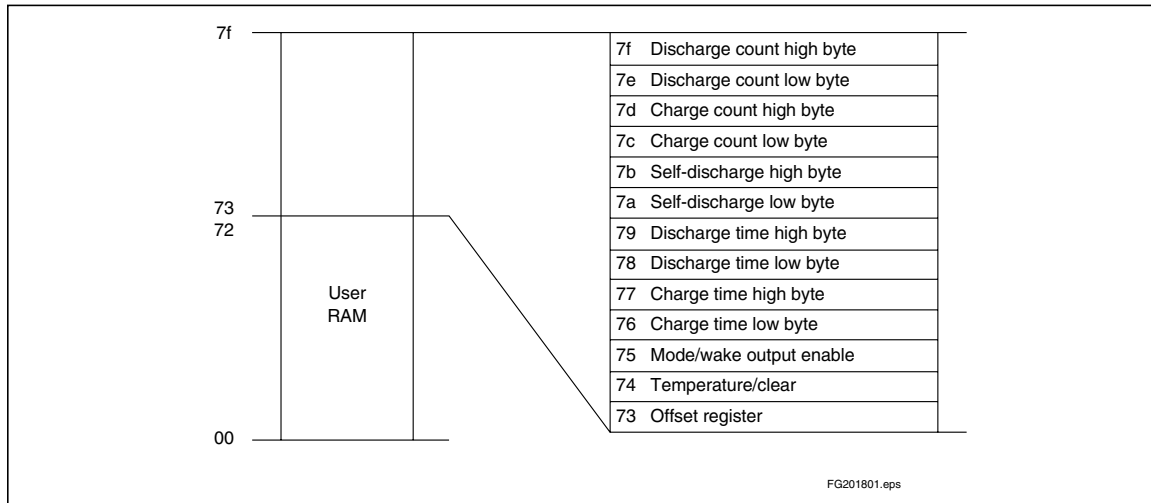 7f
73
72
User
RAM
00
7f Discharge count high byte
7e Discharge count low byte
7d Charge count high byte
7c Charge count low byte
7b Self-discharge high byte
7a Self-discharge low byte
79 Discharge time high byte
78 Discharge time low byte
77 Charge time high byte
76 Charge time low byte
75 Mode/wake output enable
74 Temperature/clear
73 Offset register
FG201801.eps